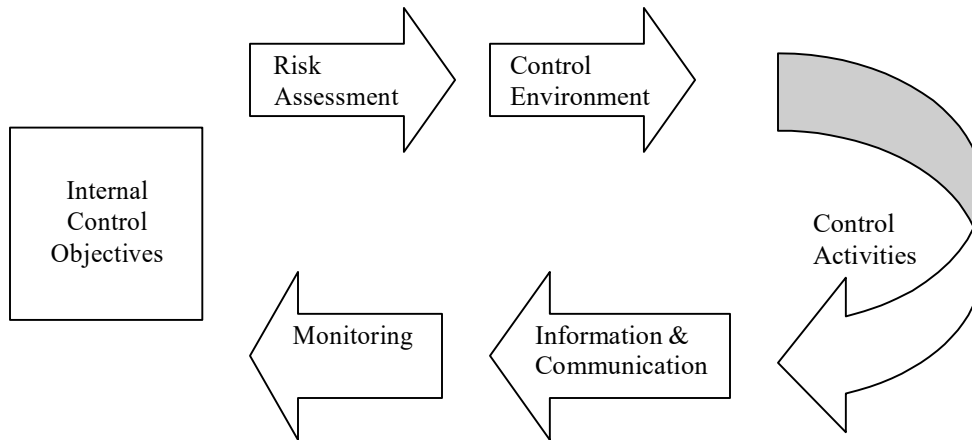 Internal
Control
Objectives
Risk
Assessment
Control
Environment
Control
Activities
Information &
Communication
Monitoring